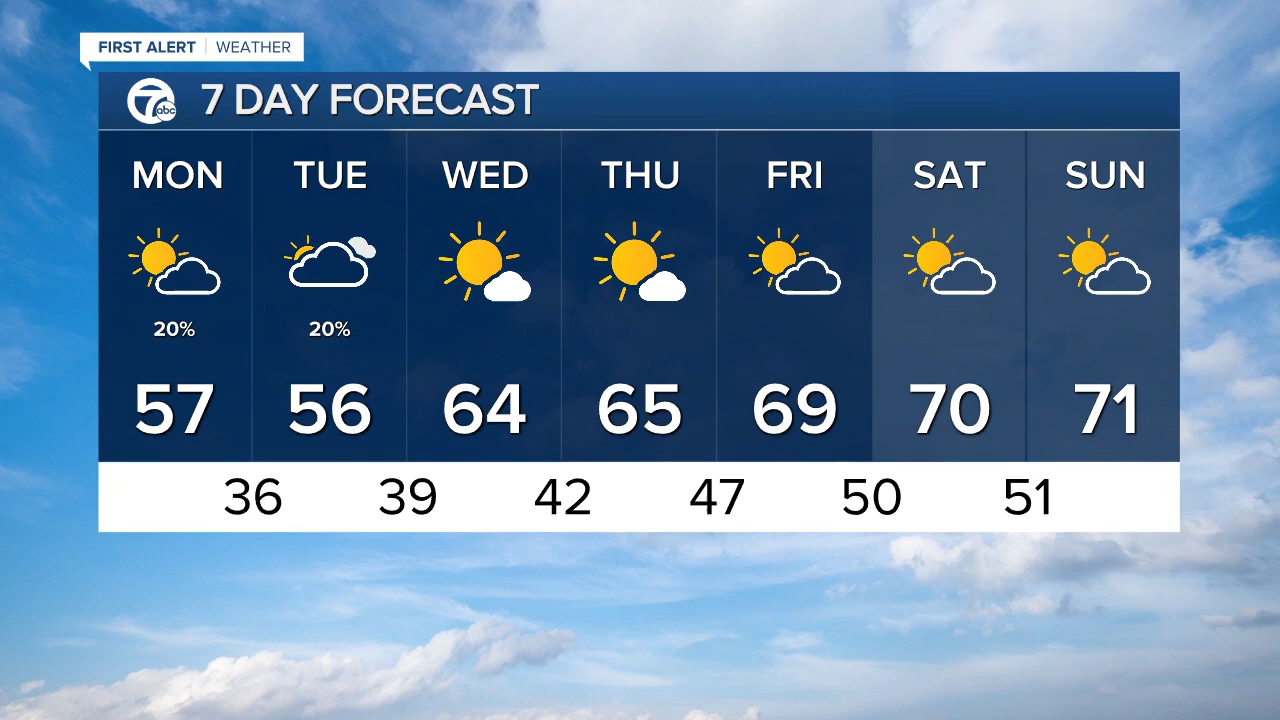 FIRST ALERT | WEATHER
7 abc 7 DAY FORECAST
MON TUE WED THU FRI SAT SUN
20% 20%
57 56 64 65 69 70 71
36 39 42 47 50 51